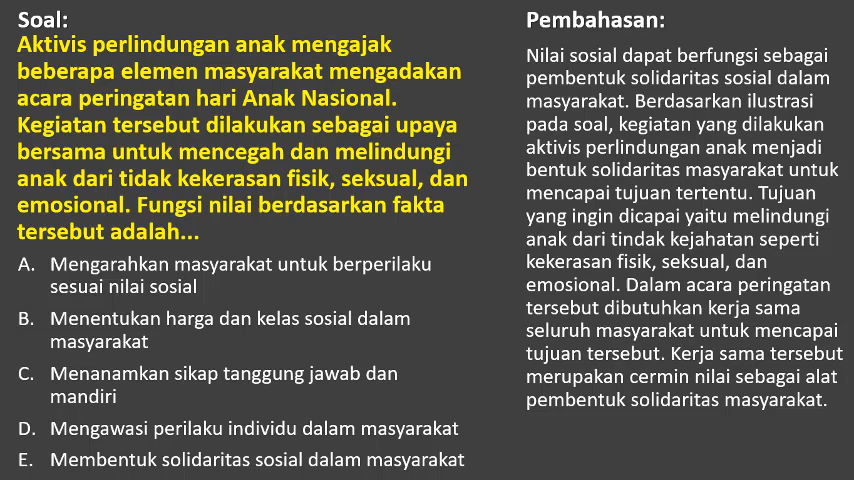 Soal:
Aktivis perlindungan anak mengajak
beberapa elemen masyarakat mengadakan
acara peringatan hari Anak Nasional.
Kegiatan tersebut dilakukan sebagai upaya
bersama untuk mencegah dan melindungi
anak dari tidak kekerasan fisik, seksual, dan
emosional. Fungsi nilai berdasarkan fakta
tersebut adalah...
A. Mengarahkan masyarakat untuk berperilaku
sesuai nilai sosial
B. Menentukan harga dan kelas sosial dalam
masyarakat
C. Menanamkan sikap tanggung jawab dan
mandiri
D. Mengawasi perilaku individu dalam masyarakat
E. Membentuk solidaritas sosial dalam masyarakat
Pembahasan:
Nilai sosial dapat berfungsi sebagai
pembentuk solidaritas sosial dalam
masyarakat. Berdasarkan ilustrasi
pada soal, kegiatan yang dilakukan
aktivis perlindungan anak menjadi
bentuk solidaritas masyarakat untuk
mencapai tujuan tertentu. Tujuan
yang ingin dicapai yaitu melindungi
anak dari tindak kejahatan seperti
kekerasan fisik, seksual, dan
emosional. Dalam acara peringatan
tersebut dibutuhkan kerja sama
seluruh masyarakat untuk mencapai
tujuan tersebut. Kerja sama tersebut
merupakan cermin nilai sebagai alat
pembentuk solidaritas masyarakat.